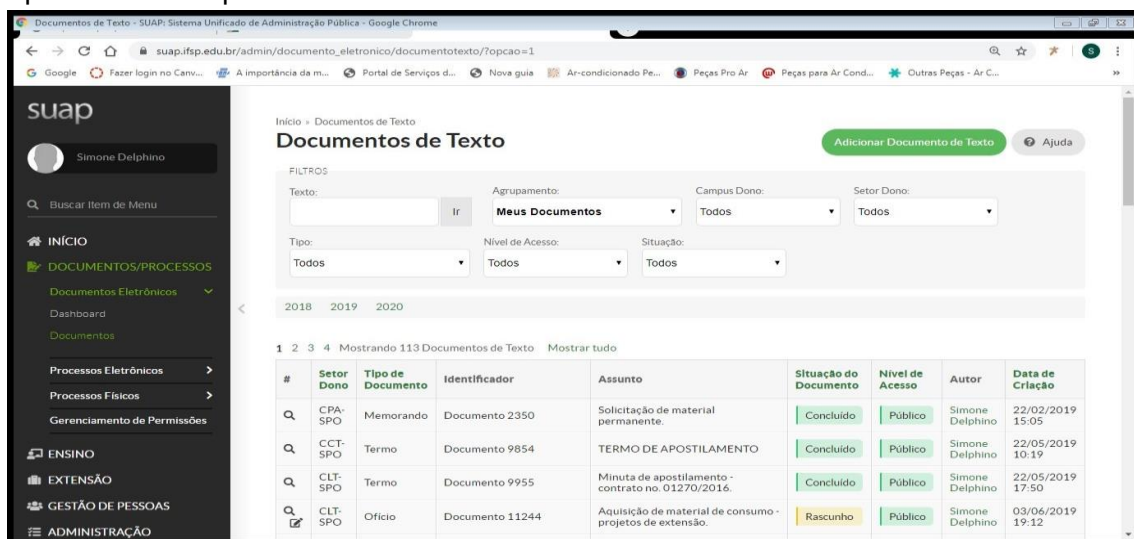 Documentos de Texto - SUAP: Sistema Unificado de Administração Pública - Google Chrome
suap.ifsp.edu.br/admin/documento_eletronico/documentotexto/?opcao=1
S
Google Fazer login no Canv... A importância da m... Portal de Serviços d... Nova guia Ar-condicionado Pe... Peças Pro Ar Peças para Ar Cond... Outras Peças - Ar C... »
suap
Simone Delphino
Buscar Item de Menu
INÍCIO
DOCUMENTOS/PROCESSOS
Documentos Eletrônicos
Dashboard
Documentos
Processos Eletrônicos >
Processos Físicos >
Gerenciamento de Permissões
ENSINO
EXTENSÃO
GESTÃO DE PESSOAS
ADMINISTRAÇÃO
Início » Documentos de Texto
Documentos de Texto
Adicionar Documento de Texto
Ajuda
FILTROS
Texto: Agrupamento: Campus Dono: Setor Dono:
Ir Meus Documentos Todos Todos
Tipo: Nível de Acesso: Situação:
Todos Todos Todos
2018 2019 2020
1 2 3 4 Mostrando 113 Documentos de Texto Mostrar tudo
# Setor Dono Tipo de Documento Identificador Assunto Situação do Documento Nível de Acesso Autor Data de Criação
CPA-SPO Memorando Documento 2350 Solicitação de material permanente. Concluído Público Simone Delphino 22/02/2019 15:05
CCT-SPO Termo Documento 9854 TERMO DE APOSTILAMENTO Concluído Público Simone Delphino 22/05/2019 10:19
CLT-SPO Termo Documento 9955 Minuta de apostilamento - contrato no. 01270/2016. Concluído Público Simone Delphino 22/05/2019 17:50
CLT-SPO Ofício Documento 11244 Aquisição de material de consumo - projetos de extensão. Rascunho Público Simone Delphino 03/06/2019 19:12